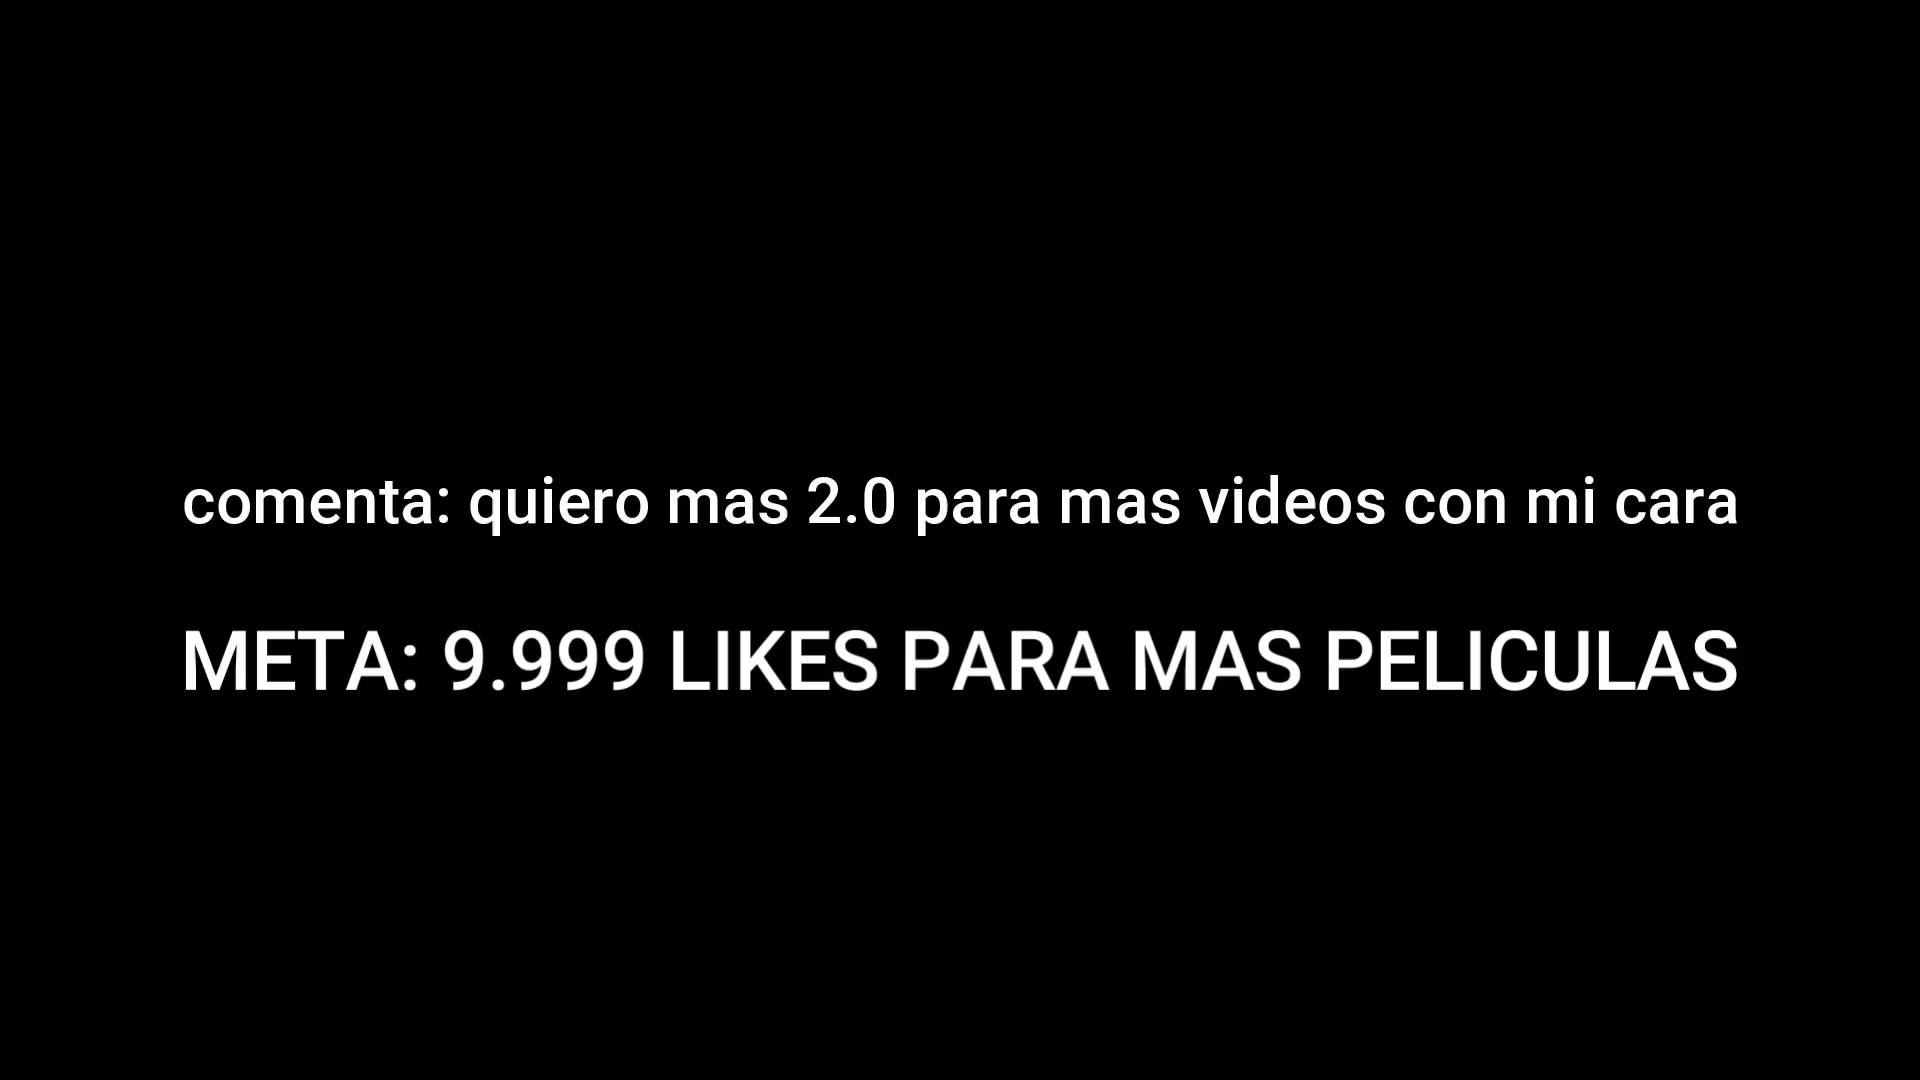 comenta: quiero mas 2.0 para mas videos con mi cara
META: 9.999 LIKES PARA MAS PELICULAS